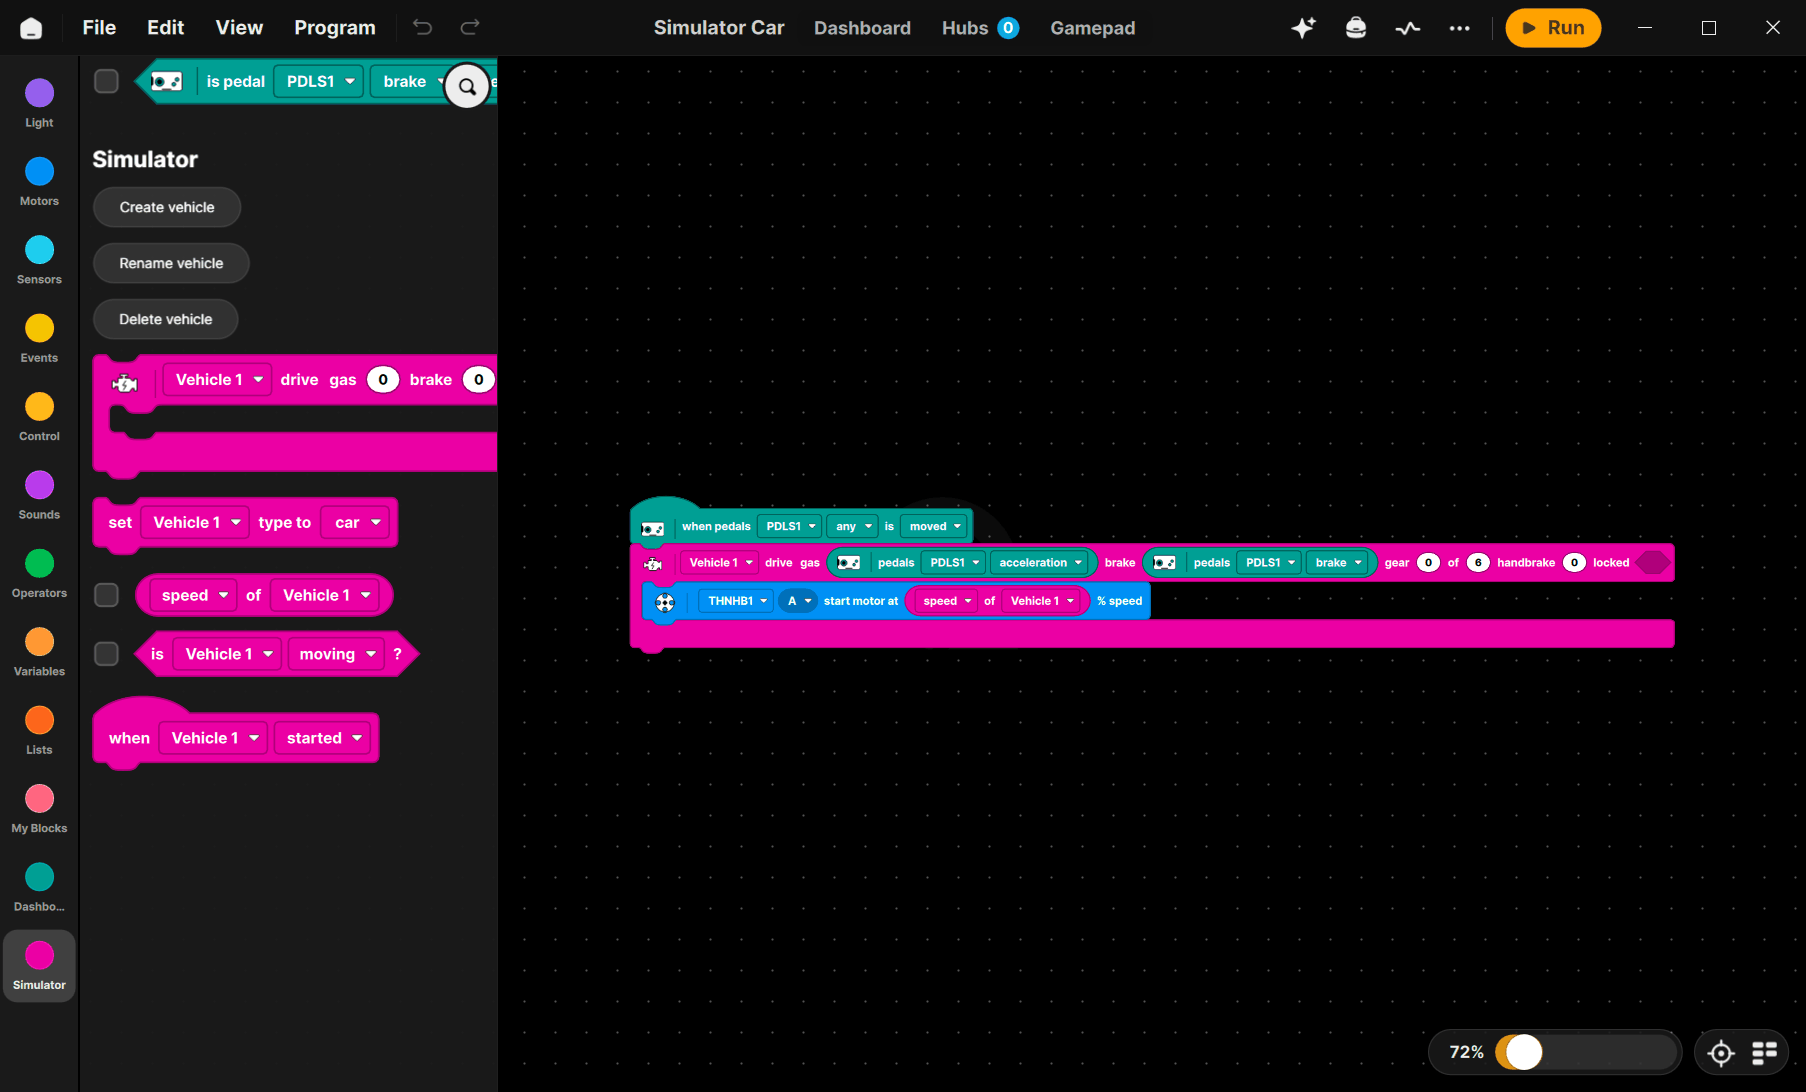 File Edit View Program Simulator Car Dashboard Hubs 0 Gamepad Run
Light
Motors
Sensors
Events
Control
Sounds
Operators
Variables
Lists
My Blocks
Dashbo...
Simulator
is pedal PDLS1 brake
Simulator
Create vehicle
Rename vehicle
Delete vehicle
Vehicle 1 drive gas 0 brake 0
set Vehicle 1 type to car
speed of Vehicle 1
is Vehicle 1 moving ?
when Vehicle 1 started
when pedals PDLS1 any is moved
Vehicle 1 drive gas pedals PDLS1 acceleration brake pedals PDLS1 brake gear 0 of 6 handbrake 0 locked
THNHB1 A start motor at speed of Vehicle 1 % speed
72%